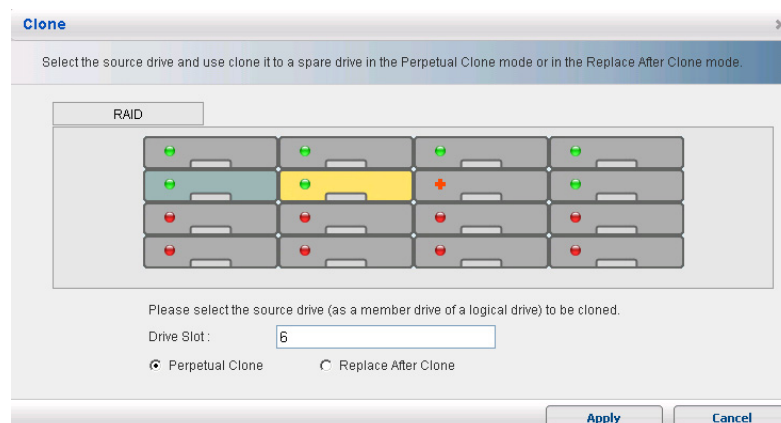 Clone
Select the source drive and use clone it to a spare drive in the Perpetual Clone mode or in the Replace After Clone mode.
RAID
Please select the source drive (as a member drive of a logical drive) to be cloned.
Drive Slot :
6
Perpetual Clone
Replace After Clone
Apply
Cancel